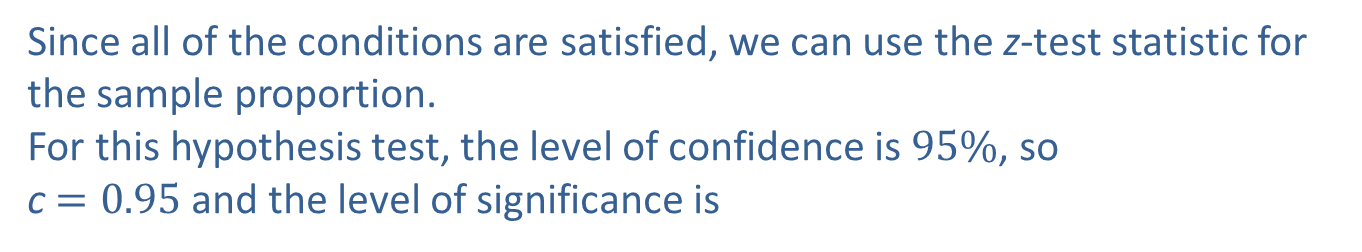 Since all of the conditions are satisfied, we can use the z-test statistic for
the sample proportion.
For this hypothesis test, the level of confidence is 95%, so
c = 0.95 and the level of significance is